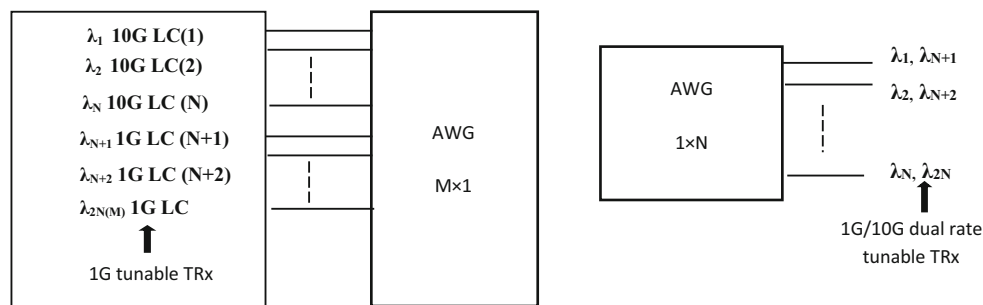 λ1 10G LC(1)
λ2 10G LC(2)
λN 10G LC (N)
λN+1 1G LC (N+1)
λN+2 1G LC (N+2)
λ2N(M) 1G LC
1G tunable TRx
AWG
M×1
AWG
1×N
λ1, λN+1
λ2, λN+2
λN, λ2N
1G/10G dual rate
tunable TRx